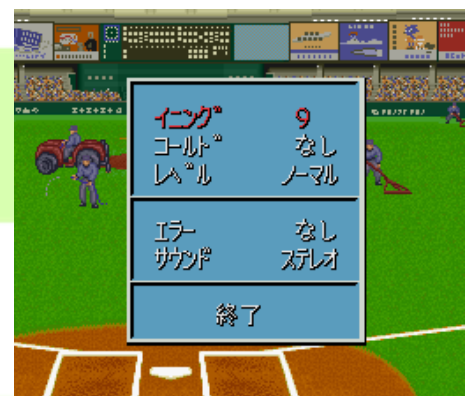 イニング 9
コールド なし
レベル ノーマル
エラー なし
サウンド ステレオ
終了